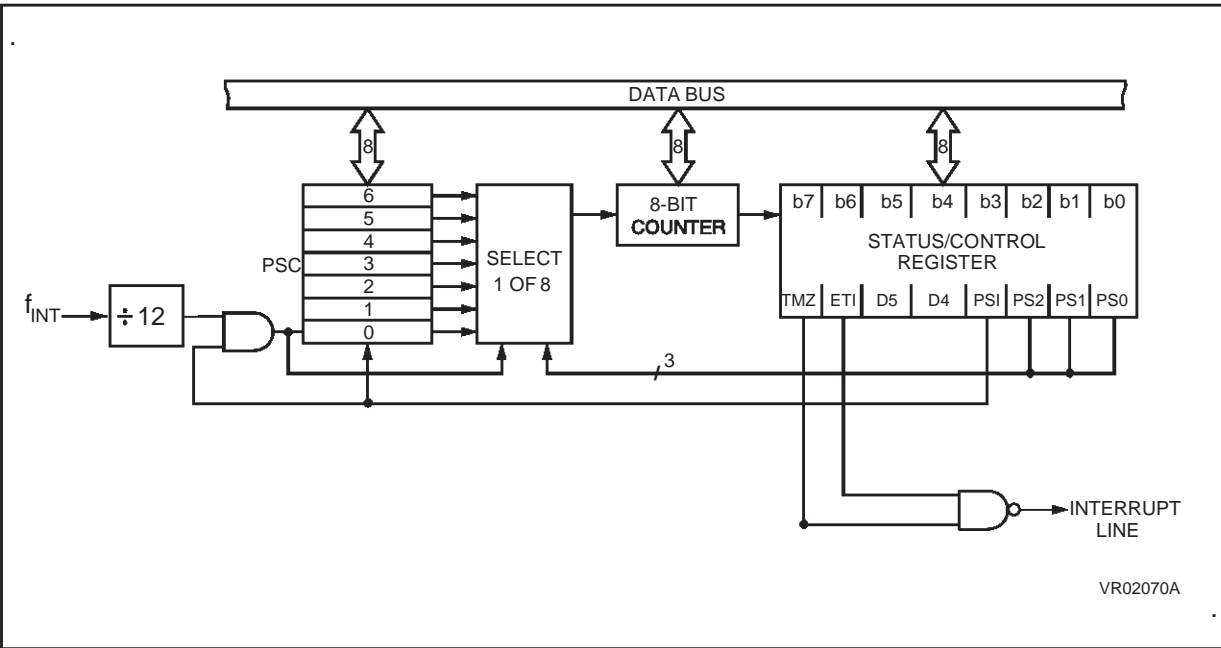 DATA BUS
8 8 8
6
5
4
3
2
1
0
PSC
f INT
÷ 12
SELECT
1 OF 8
8-BIT
COUNTER
b7 b6 b5 b4 b3 b2 b1 b0
STATUS/CONTROL
REGISTER
TMZ ETI D5 D4 PSI PS2 PS1 PS0
3
INTERRUPT
LINE
VR02070A